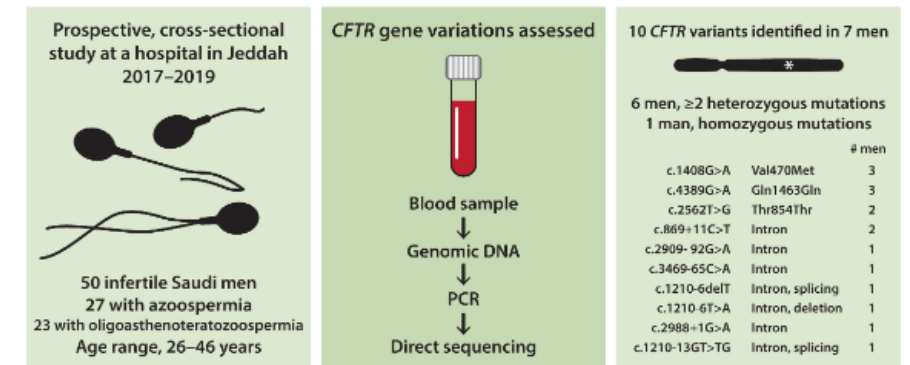 Prospective, cross-sectional
study at a hospital in Jeddah
2017–2019
50 infertile Saudi men
27 with azoospermia
23 with oligoasthenoteratozoospermia
Age range, 26–46 years
CFTR gene variations assessed
Blood sample
↓
Genomic DNA
↓
PCR
↓
Direct sequencing
10 CFTR variants identified in 7 men
*
6 men, ≥2 heterozygous mutations
1 man, homozygous mutations
# men
c.1408G>A Val470Met 3
c.4389G>A Gln1463Gln 3
c.2562T>G Thr854Thr 2
c.869+11C>T Intron 2
c.2909- 92G>A Intron 1
c.3469-65C>A Intron 1
c.1210-6delT Intron, splicing 1
c.1210-6T>A Intron, deletion 1
c.2988+1G>A Intron 1
c.1210-13GT>TG Intron, splicing 1